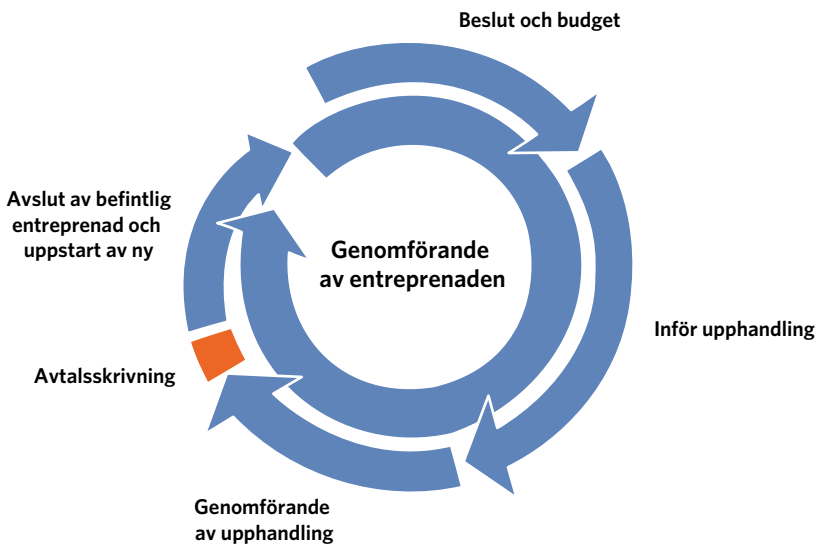 Beslut och budget
Avslut av befintlig
entreprenad och
uppstart av ny
Genomförande
av entreprenaden
Inför upphandling
Avtalsskrivning
Genomförande
av upphandling